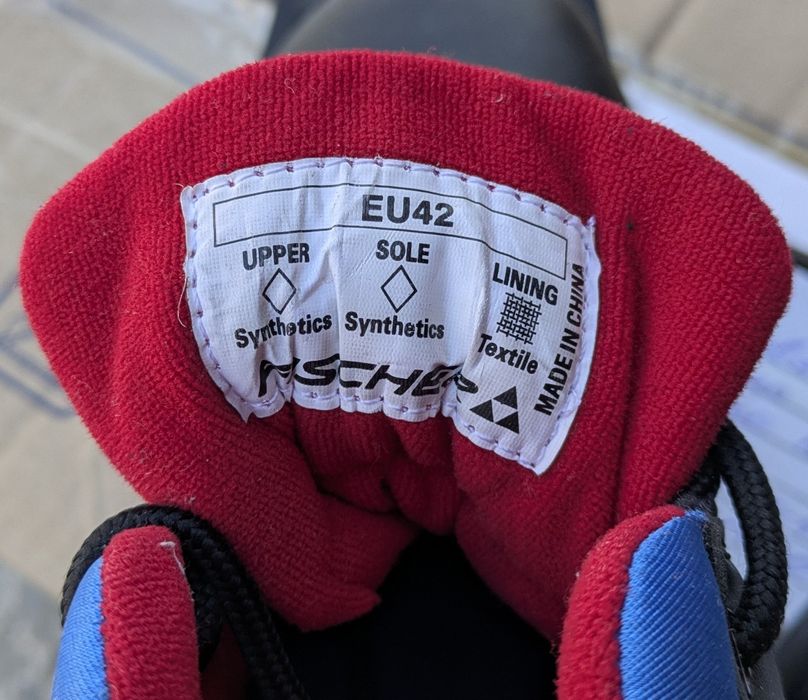 EU42
UPPER
Synthetics
SOLE
Synthetics
LINING
Textile
MADE IN CHINA
FISCHER